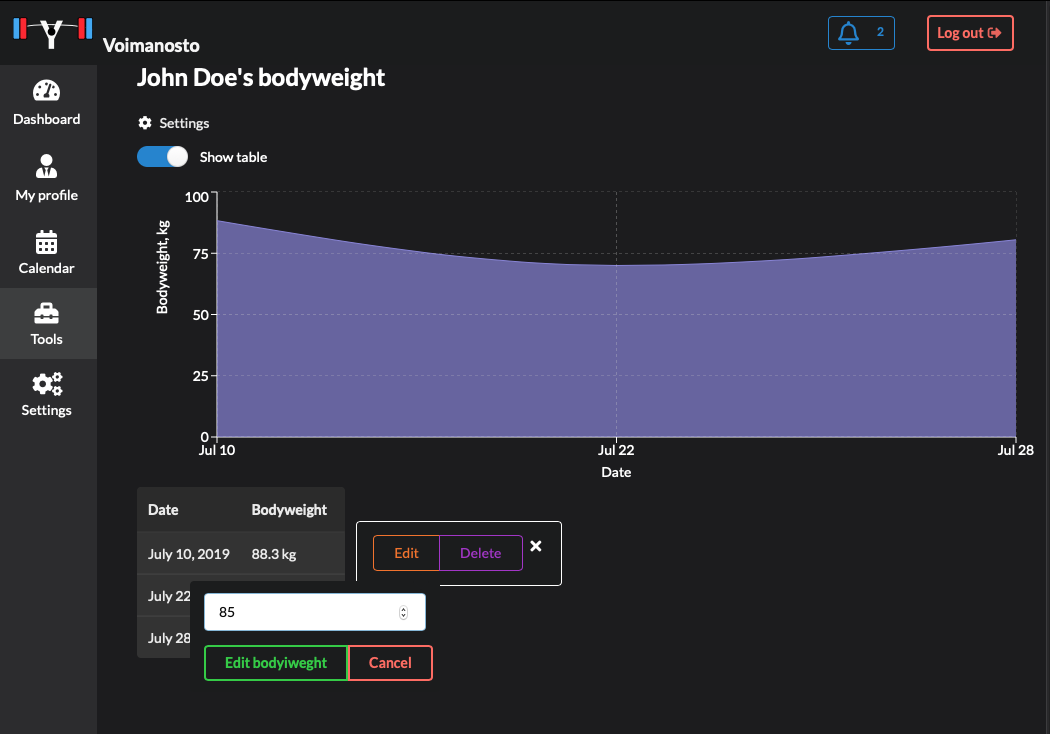 Voimanosto
2
Log out
John Doe's bodyweight
Dashboard
Settings
Show table
My profile
Calendar
Tools
Settings
100
75
50
25
0
Bodyweight, kg
Jul 10
Jul 22
Jul 28
Date
Date Bodyweight
July 10, 2019 88.3 kg
Edit Delete
July 22
85
July 28
Edit bodyiweght Cancel